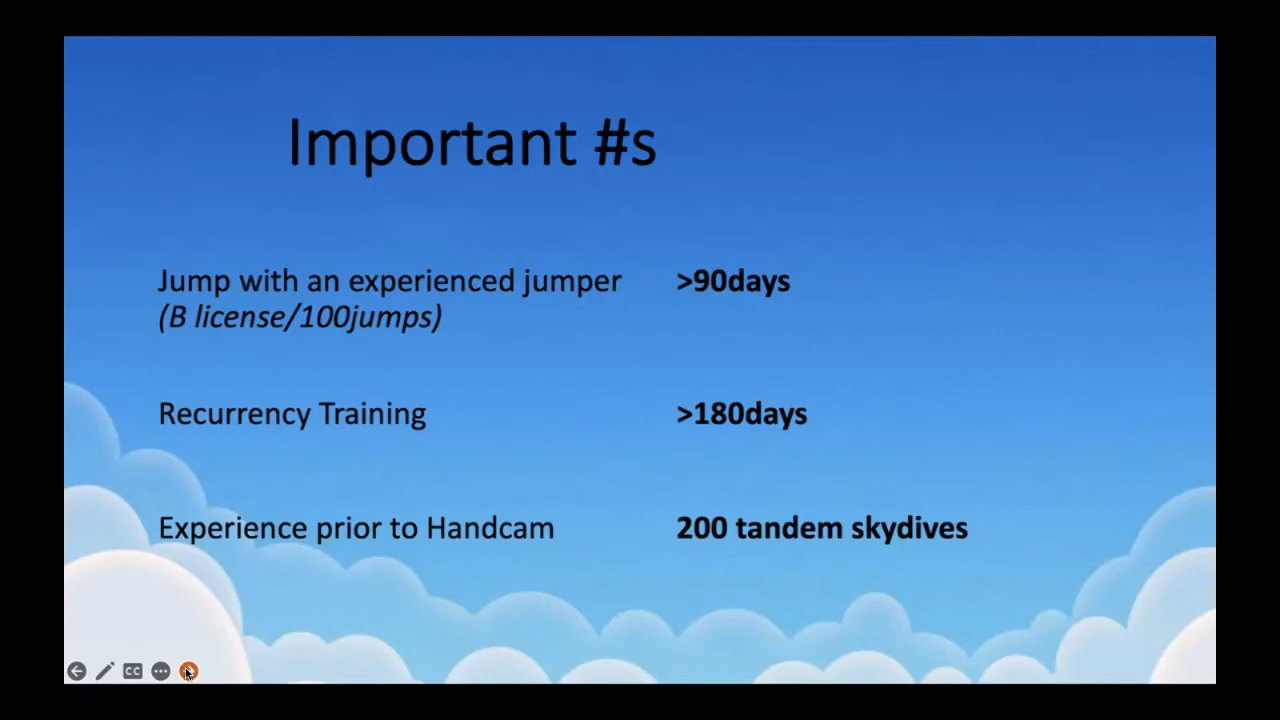 Important #s
Jump with an experienced jumper >90days
(B license/100jumps)
Recurrency Training >180days
Experience prior to Handcam 200 tandem skydives
CC